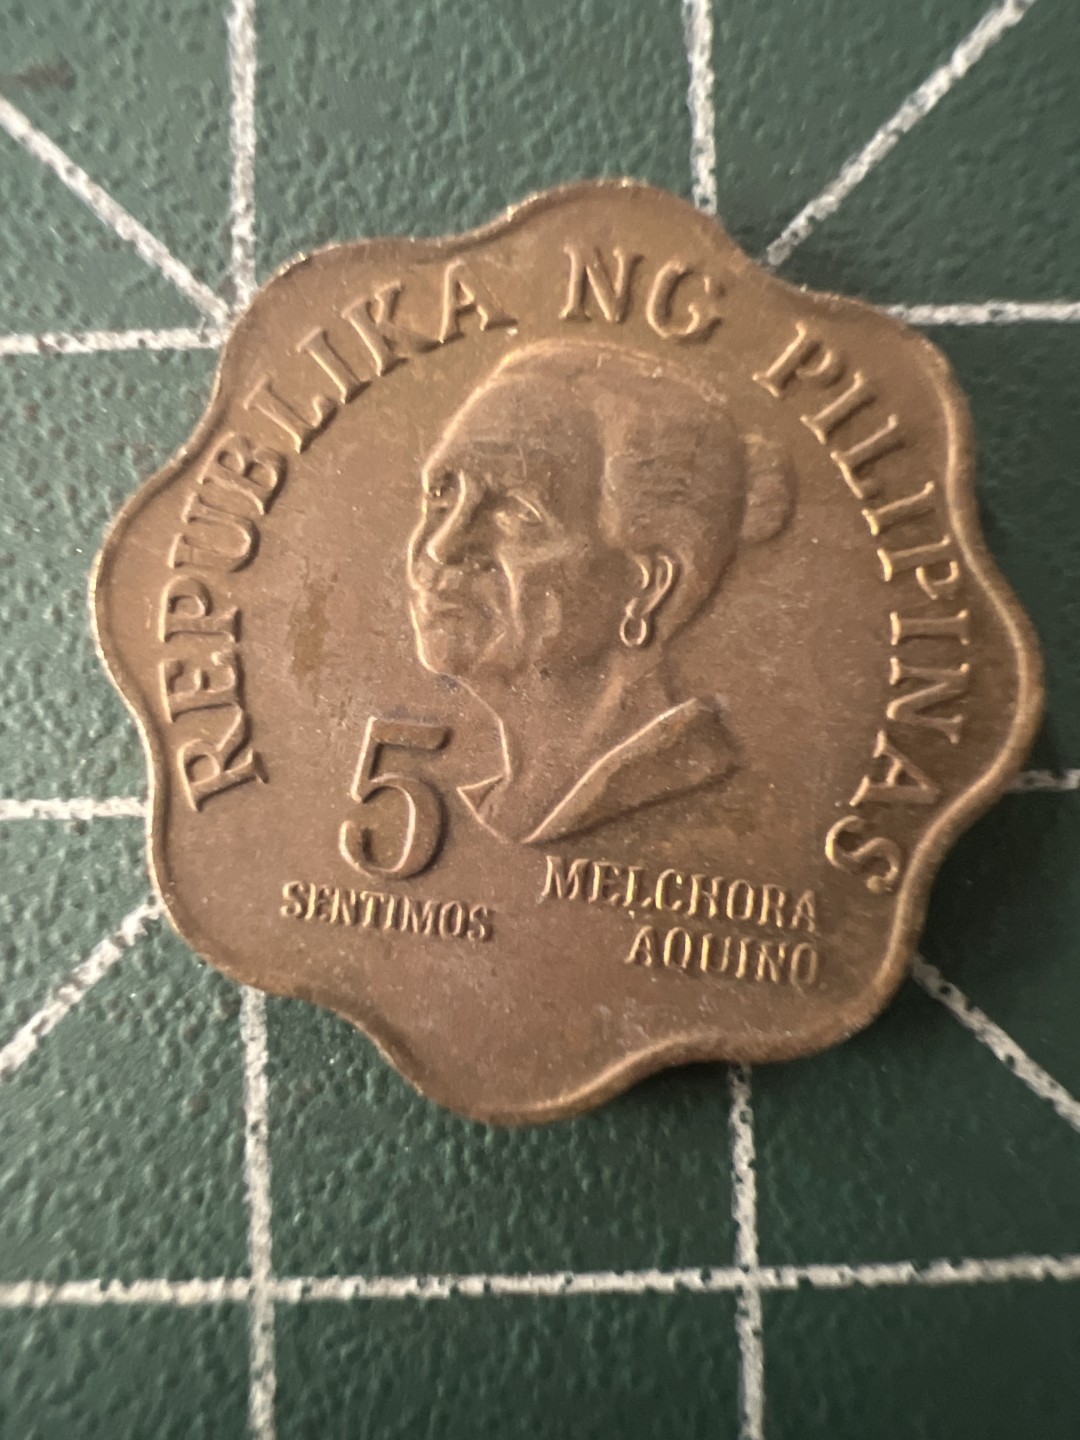 REPUBLIKA NG PILIPINAS
5
SENTIMOS
MELCHORA
AQUINO